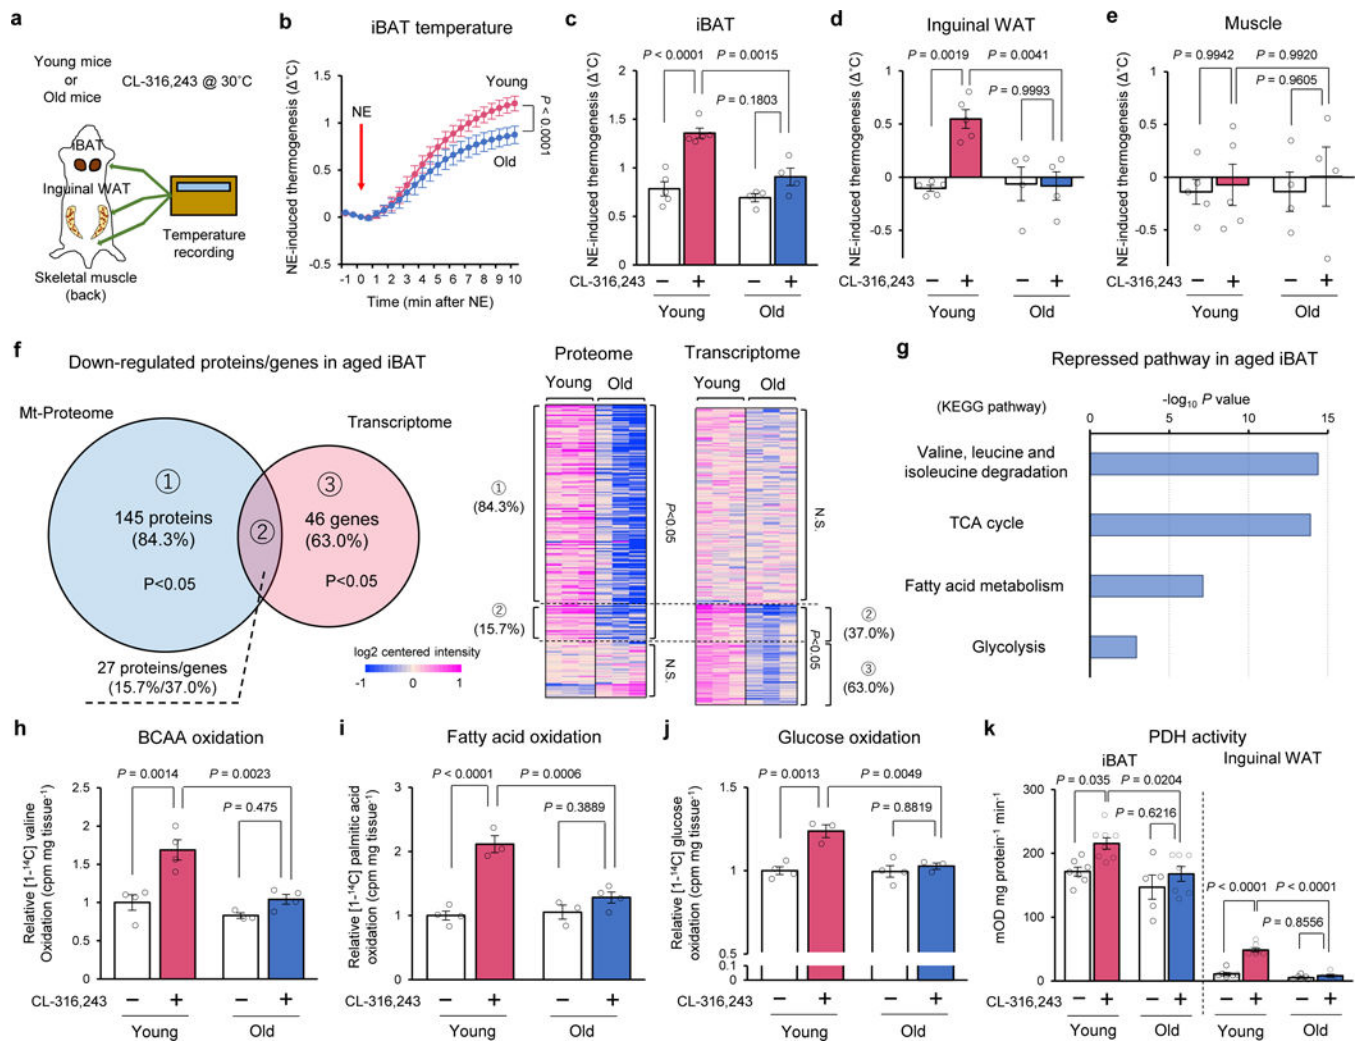 a
Young mice
or
Old mice
CL-316,243 @ 30˚C
iBAT
Inguinal WAT
Temperature
recording
Skeletal muscle
(back)
b
iBAT temperature
NE-induced thermogenesis (Δ˚C)
1.5
1
0.5
0
-0.5
NE
Young
Old
P < 0.0001
-1 0 1 2 3 4 5 6 7 8 9 10
Time (min after NE)
c
iBAT
NE-induced thermogenesis (Δ˚C)
2
1.5
1
0.5
0
P < 0.0001
P = 0.0015
P = 0.1803
CL-316,243
− + − +
Young
Old
d
Inguinal WAT
NE-induced thermogenesis (Δ˚C)
1
0.5
0
-0.5
P = 0.0019
P = 0.0041
P = 0.9993
CL-316,243
− + − +
Young
Old
e
Muscle
NE-induced thermogenesis (Δ˚C)
1
0.5
0
-0.5
P = 0.9942
P = 0.9920
P = 0.9605
CL-316,243
− + − +
Young
Old
f
Down-regulated proteins/genes in aged iBAT
Mt-Proteome
Transcriptome
①
145 proteins
(84.3%)
P<0.05
②
③
46 genes
(63.0%)
P<0.05
27 proteins/genes
(15.7%/37.0%)
log2 centered intensity
-1 0 1
Proteome
Young Old
①
(84.3%)
②
(15.7%)
P<0.05
N.S.
Transcriptome
Young Old
N.S.
P<0.05
②
(37.0%)
③
(63.0%)
g
Repressed pathway in aged iBAT
(KEGG pathway)
-log10 P value
0 5 10 15
Valine, leucine and
isoleucine degradation
TCA cycle
Fatty acid metabolism
Glycolysis
h
BCAA oxidation
Relative [1-¹⁴C] valine
Oxidation (cpm mg tissue⁻¹)
2.5
2
1.5
1
0.5
0
P = 0.0014
P = 0.0023
P = 0.475
CL-316,243
− + − +
Young
Old
i
Fatty acid oxidation
Relative [1-¹⁴C] palmitic acid
oxidation (cpm mg tissue⁻¹)
3
2
1
0
P < 0.0001
P = 0.0006
P = 0.3889
CL-316,243
− + − +
Young
Old
j
Glucose oxidation
Relative [1-¹⁴C] glucose
oxidation (cpm mg tissue⁻¹)
1.5
1.0
0.5
0.1
0
P = 0.0013
P = 0.0049
P = 0.8819
CL-316,243
− + − +
Young
Old
k
PDH activity
iBAT
Inguinal WAT
mOD mg protein⁻¹ min⁻¹
300
200
100
0
P = 0.035
P = 0.0204
P = 0.6216
P < 0.0001
P < 0.0001
P = 0.8556
CL-316,243
− + − + − + − +
Young
Old
Young
Old